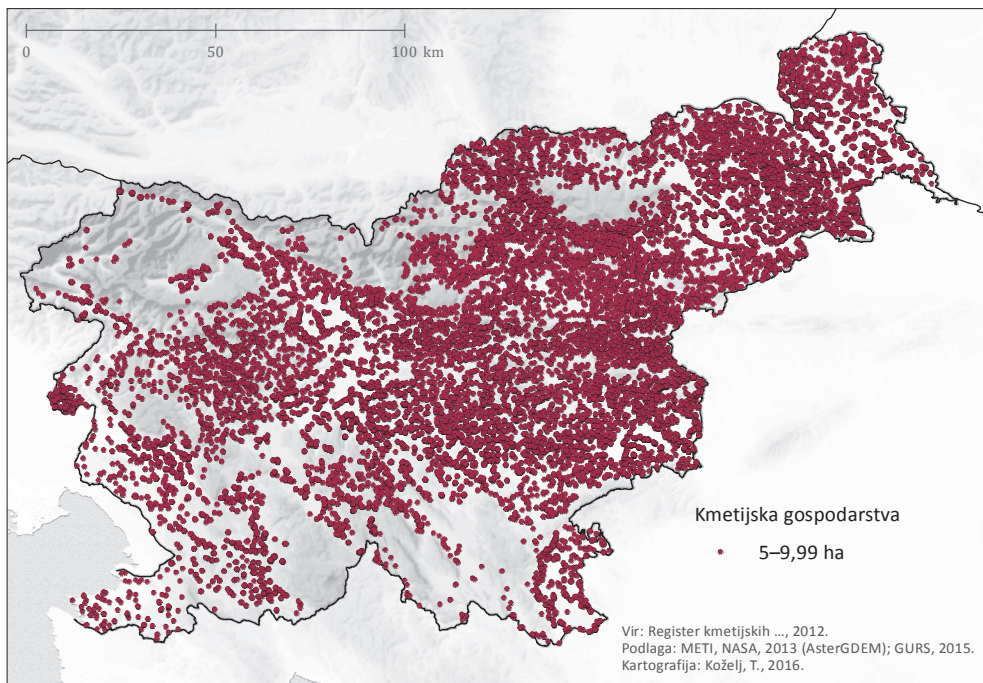 0 50 100 km
Kmetijska gospodarstva
5–9,99 ha
Vir: Register kmetijskih ..., 2012.
Podlaga: METI, NASA, 2013 (AsterGDEM); GURS, 2015.
Kartografija: Koželj, T., 2016.